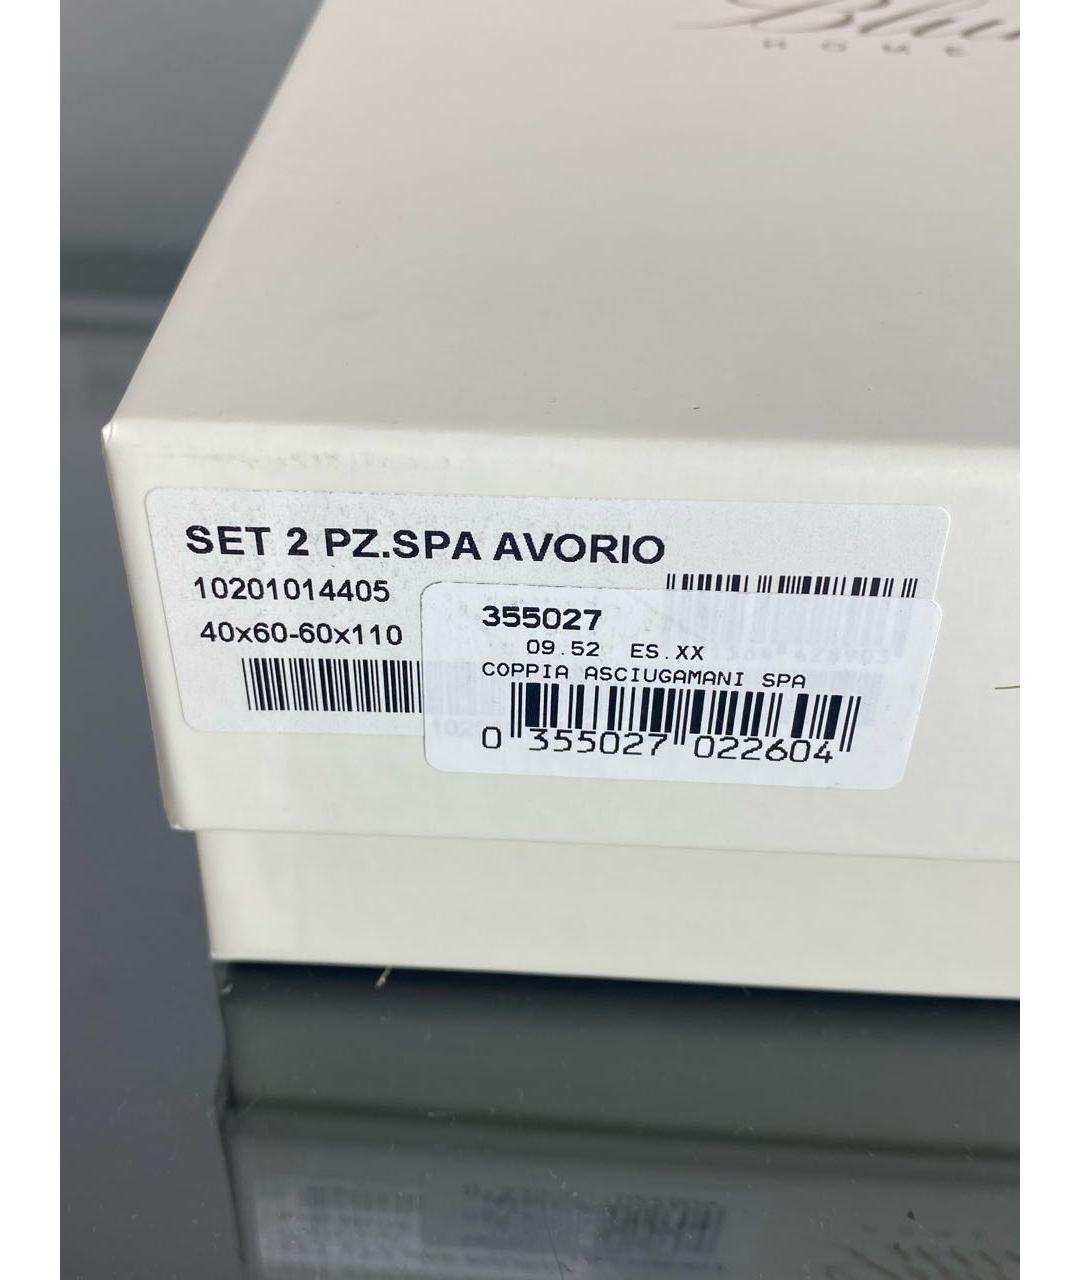 HOME
SET 2 PZ.SPA AVORIO
10201014405
40x60-60x110
355027
09.52 ES.XX
COPPIA ASCIUGAMANI SPA
0 355027 022604